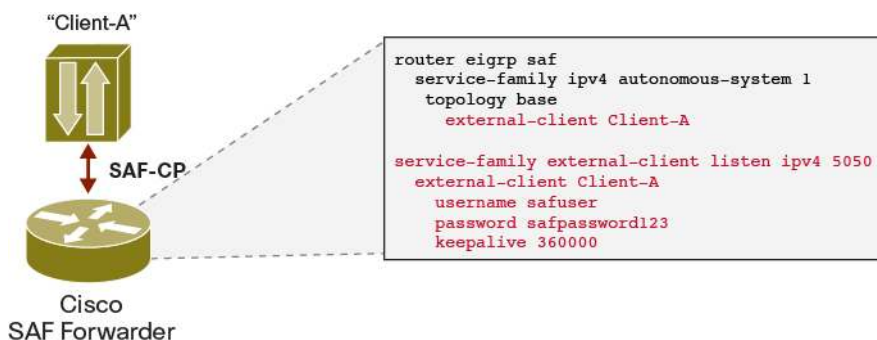 “Client-A”
SAF-CP
Cisco
SAF Forwarder
router eigrp saf
service-family ipv4 autonomous-system 1
topology base
external-client Client-A
service-family external-client listen ipv4 5050
external-client Client-A
username safuser
password safpassword123
keepalive 360000